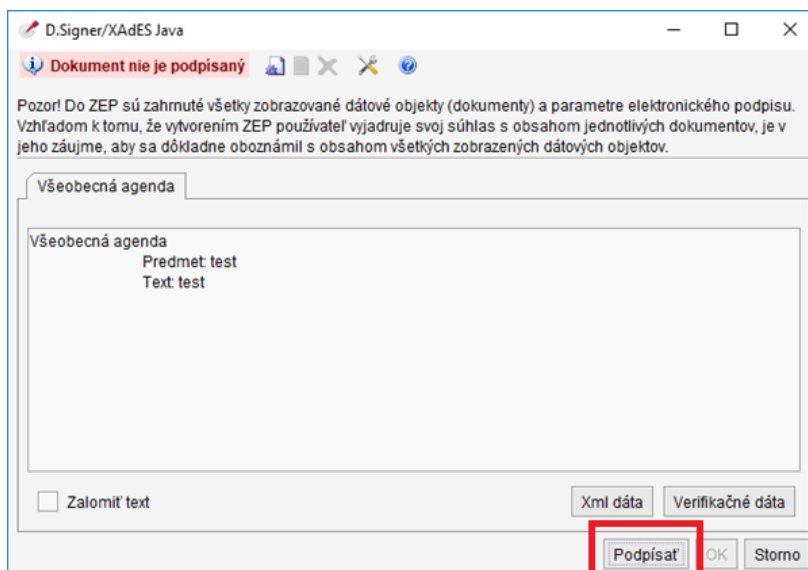 D.Signer/XAdES Java
Dokument nie je podpísaný
Pozor! Do ZEP sú zahrnuté všetky zobrazované dátové objekty (dokumenty) a parametre elektronického podpisu.
Vzhľadom k tomu, že vytvorením ZEP používateľ vyjadruje svoj súhlas s obsahom jednotlivých dokumentov, je v
jeho záujme, aby sa dôkladne oboznámil s obsahom všetkých zobrazených dátových objektov.
Všeobecná agenda
Všeobecná agenda
Predmet: test
Text: test
Zalomiť text
Xml dáta
Verifikačné dáta
Podpísať
OK
Storno